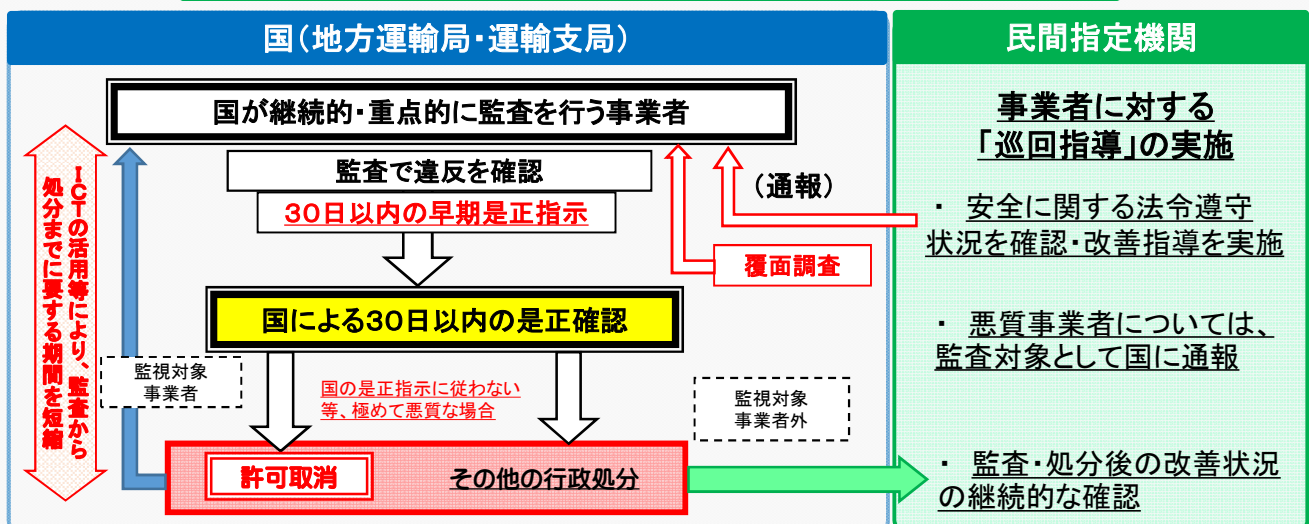 国(地方運輸局・運輸支局)
国が継続的・重点的に監査を行う事業者
監査で違反を確認
30日以内の早期是正指示
(通報)
覆面調査
国による30日以内の是正確認
ICTの活用等により、監査から
処分までに要する期間を短縮
監視対象
事業者
国の是正指示に従わない
等、極めて悪質な場合
監視対象
事業者外
許可取消
その他の行政処分
民間指定機関
事業者に対する
「巡回指導」の実施
・ 安全に関する法令遵守
状況を確認・改善指導を実施
・ 悪質事業者については、
監査対象として国に通報
・ 監査・処分後の改善状況
の継続的な確認